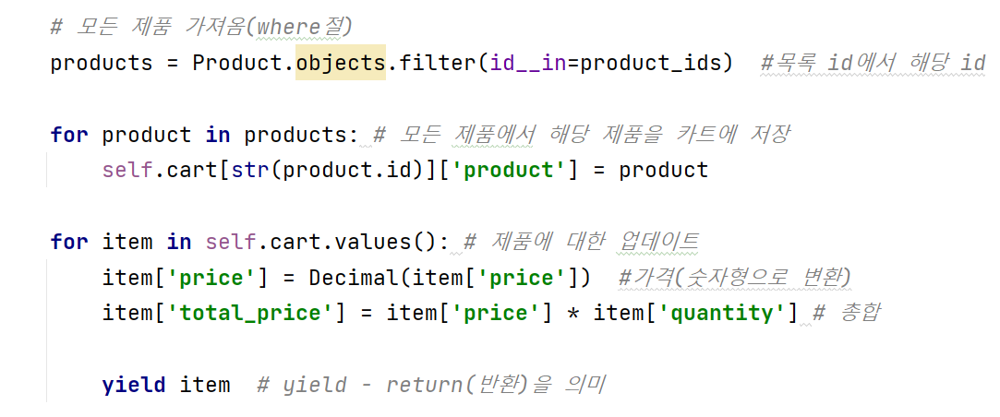 # 모든 제품 가져옴(where절)
products = Product.objects.filter(id__in=product_ids)  #목록 id에서 해당 id
for product in products: # 모든 제품에서 해당 제품을 카트에 저장
self.cart[str(product.id)]['product'] = product
for item in self.cart.values(): # 제품에 대한 업데이트
item['price'] = Decimal(item['price'])  #가격(숫자형으로 변환)
item['total_price'] = item['price'] * item['quantity'] # 총합
yield item  # yield - return(반환)을 의미